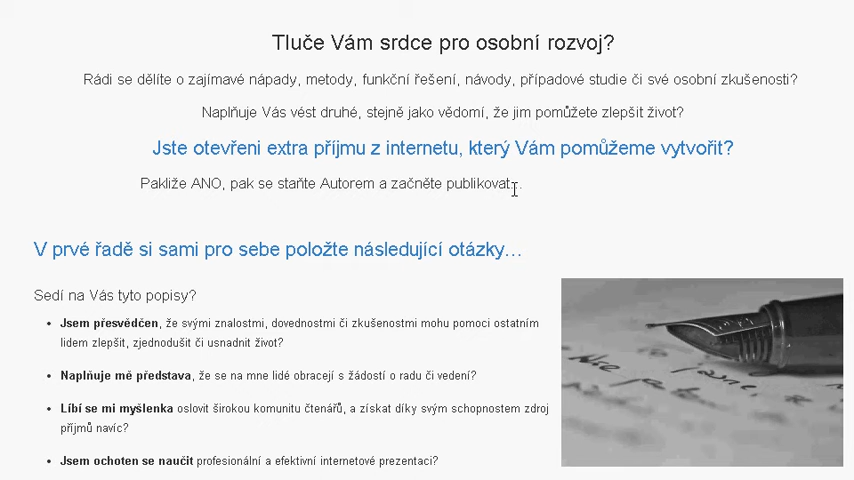 Tluče Vám srdce pro osobní rozvoj?
Rádi se dělíte o zajímavé nápady, metody, funkční řešení, návody, případové studie či své osobní zkušenosti?
Naplňuje Vás vést druhé, stejně jako vědomí, že jim pomůžete zlepšit život?
Jste otevřeni extra příjmu z internetu, který Vám pomůžeme vytvořit?
Pakliže ANO, pak se staňte Autorem a začněte publikovat...
V prvé řadě si sami pro sebe položte následující otázky…
Sedí na Vás tyto popisy?
• Jsem přesvědčen, že svými znalostmi, dovednostmi či zkušenostmi mohu pomoci ostatním
lidem zlepšit, zjednodušit či usnadnit život?
• Naplňuje mě představa, že se na mne lidé obracejí s žádostí o radu či vedení?
• Líbí se mi myšlenka oslovit širokou komunitu čtenářů, a získat díky svým schopnostem zdroj
příjmů navíc?
• Jsem ochoten se naučit profesionální a efektivní internetové prezentaci?